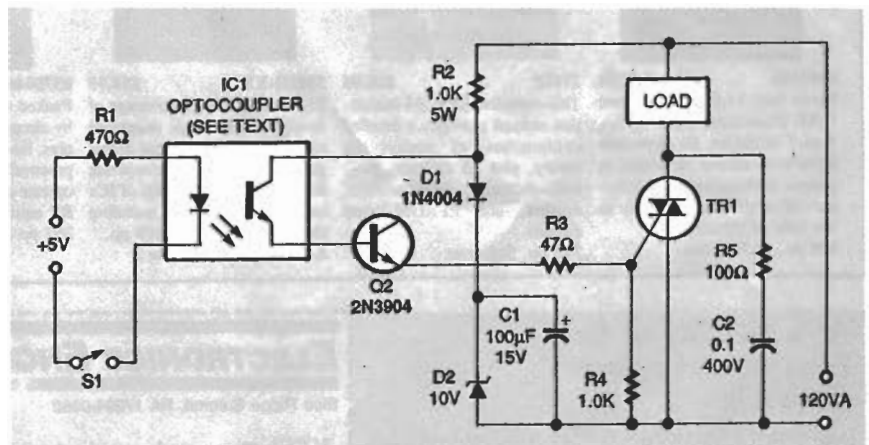 IC1
OPTOCOUPLER
(SEE TEXT)
R1
470Ω
+5V
S1
Q2
2N3904
R2
1.0K
5W
D1
1N4004
R3
47Ω
C1
100µF
15V
+
D2
10V
R4
1.0K
LOAD
TR1
R5
100Ω
C2
0.1
400V
120VA